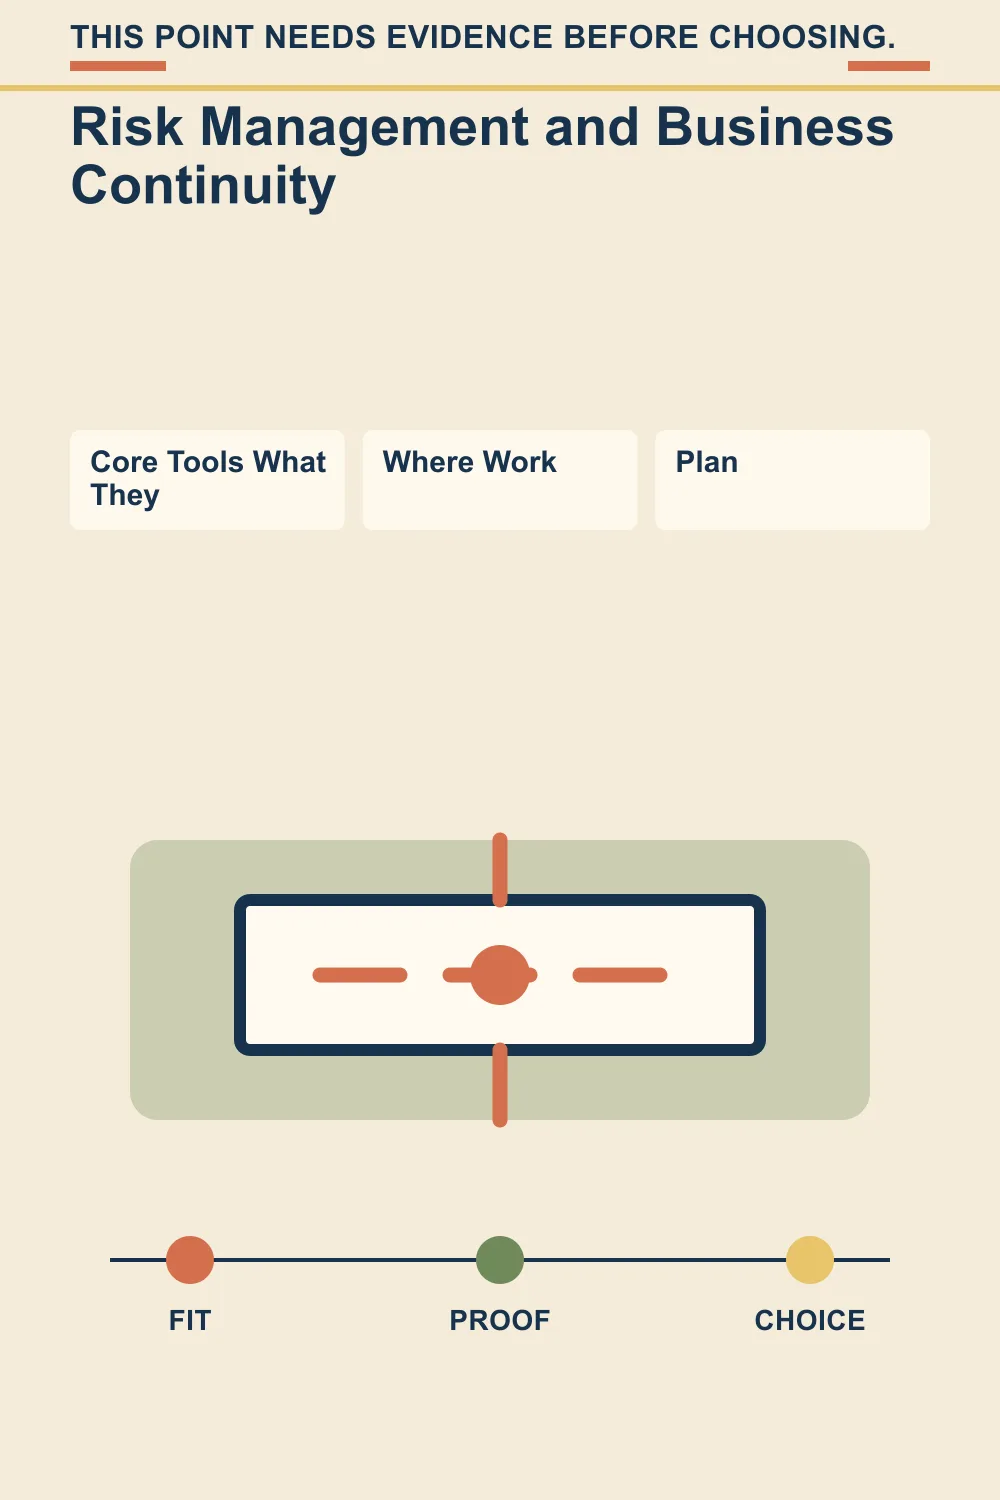 THIS POINT NEEDS EVIDENCE BEFORE CHOOSING.
Risk Management and Business
Continuity
Core Tools What
They
Where Work
Plan
FIT
PROOF
CHOICE